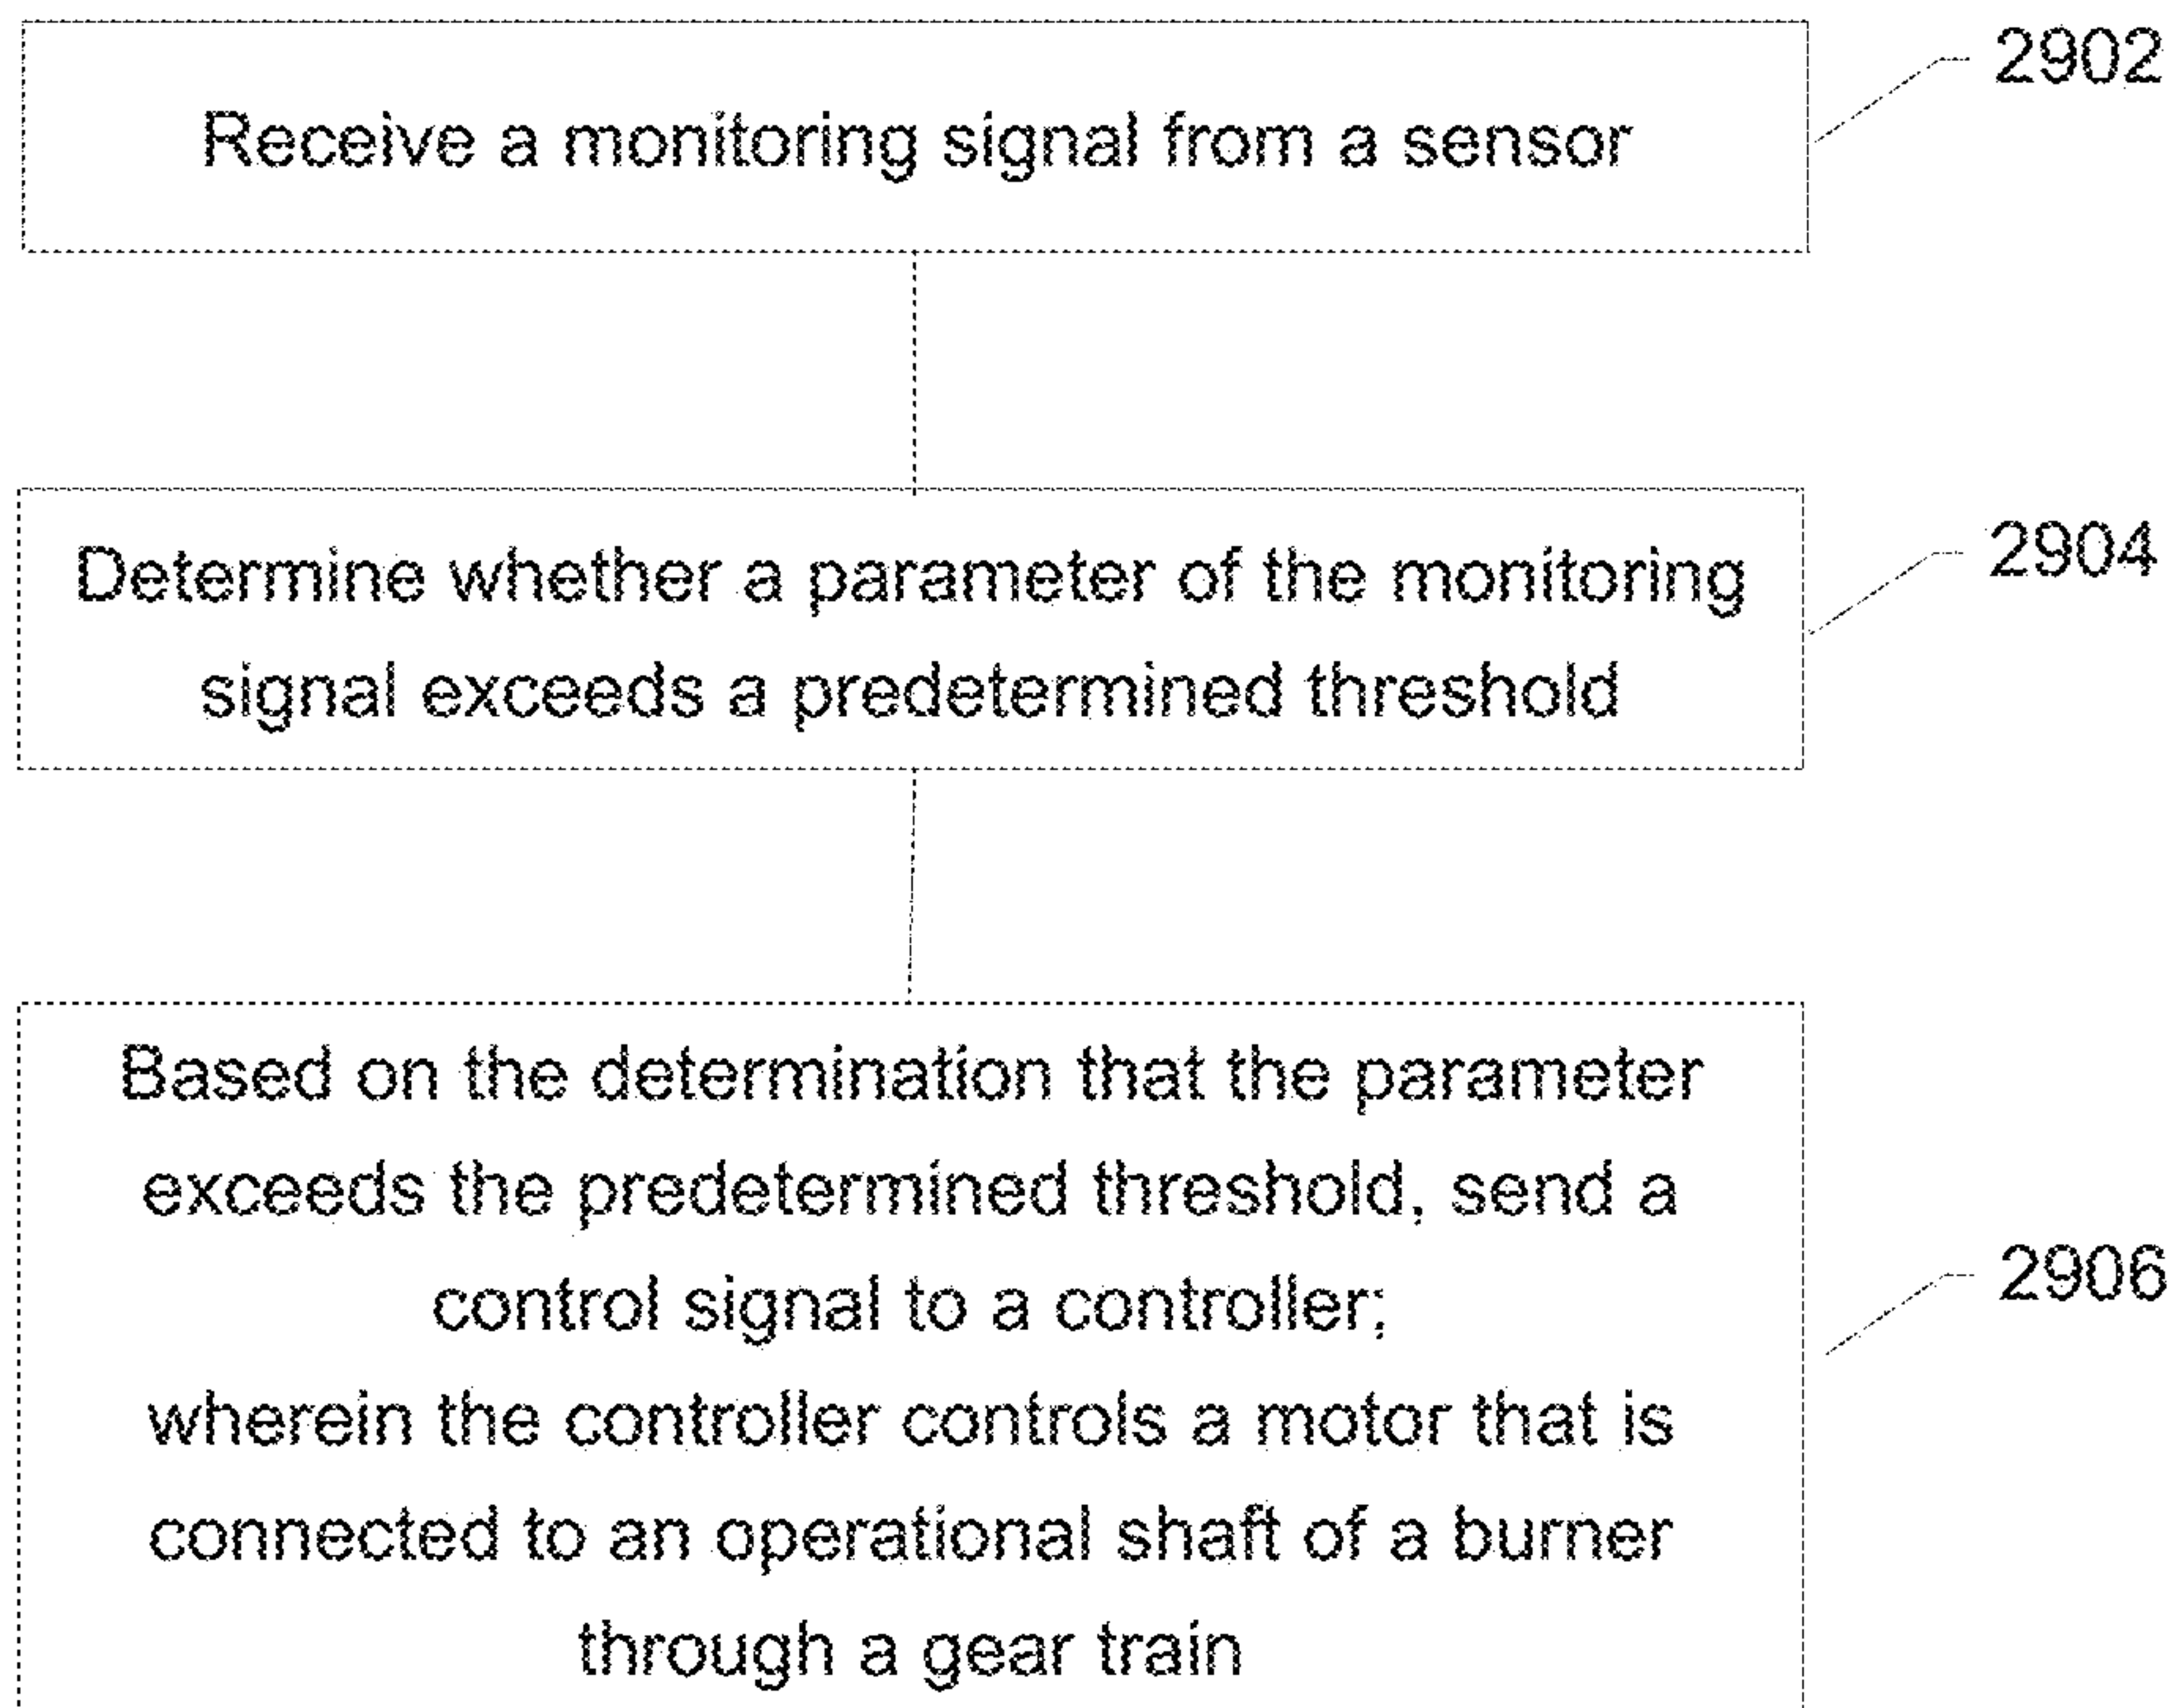 2902
Receive a monitoring signal from a sensor
2904
Determine whether a parameter of the monitoring
signal exceeds a predetermined threshold
Based on the determination that the parameter
exceeds the predetermined threshold, send a
control signal to a controller;
2906
wherein the controller controls a motor that is
connected to an operational shaft of a burner
through a gear train